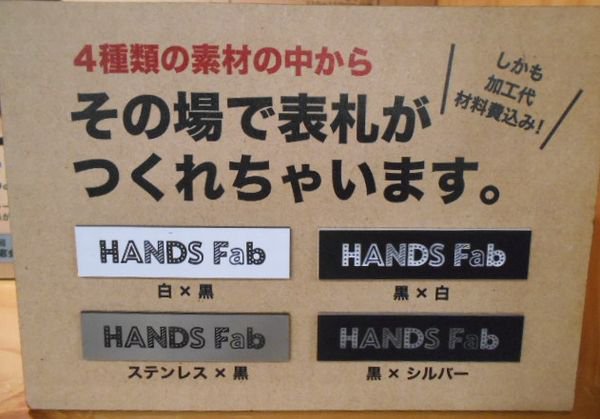 4種類の素材の中から
その場で表札が
つくれちゃいます。
しかも
加工代
材料費込み!
HANDS Fab
白×黒
HANDS Fab
黒×白
HANDS Fab
ステンレス×黒
HANDS Fab
黒×シルバー